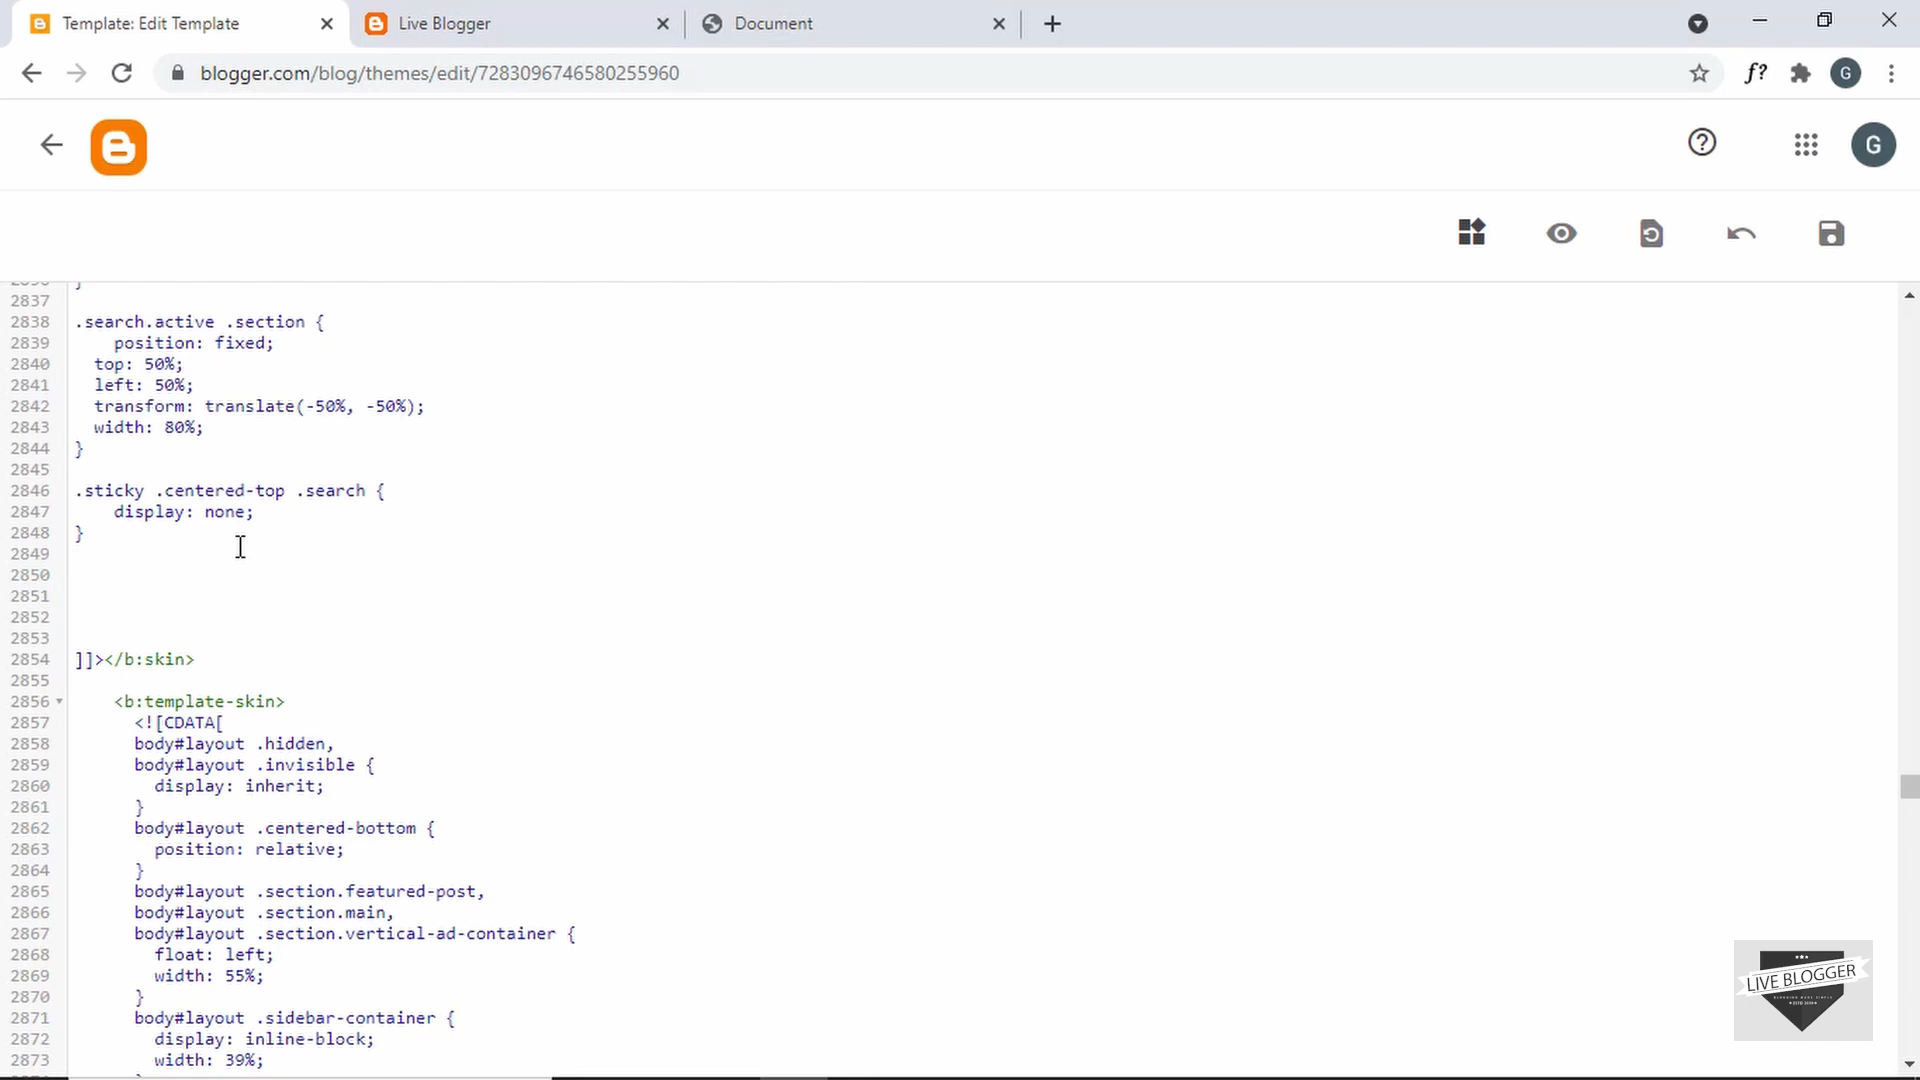 Template: Edit Template
Live Blogger
Document
blogger.com/blog/themes/edit/7283096746580255960
f?
G
G
2837
2838 .search.active .section {
2839 position: fixed;
2840 top: 50%;
2841 left: 50%;
2842 transform: translate(-50%, -50%);
2843 width: 80%;
2844 }
2845
2846 .sticky .centered-top .search {
2847 display: none;
2848 }
2849
2850
2851
2852
2853
2854 ]]></b:skin>
2855
2856 <b:template-skin>
2857 <![CDATA[
2858 body#layout .hidden,
2859 body#layout .invisible {
2860 display: inherit;
2861 }
2862 body#layout .centered-bottom {
2863 position: relative;
2864 }
2865 body#layout .section.featured-post,
2866 body#layout .section.main,
2867 body#layout .section.vertical-ad-container {
2868 float: left;
2869 width: 55%;
2870 }
2871 body#layout .sidebar-container {
2872 display: inline-block;
2873 width: 39%;
LIVE BLOGGER